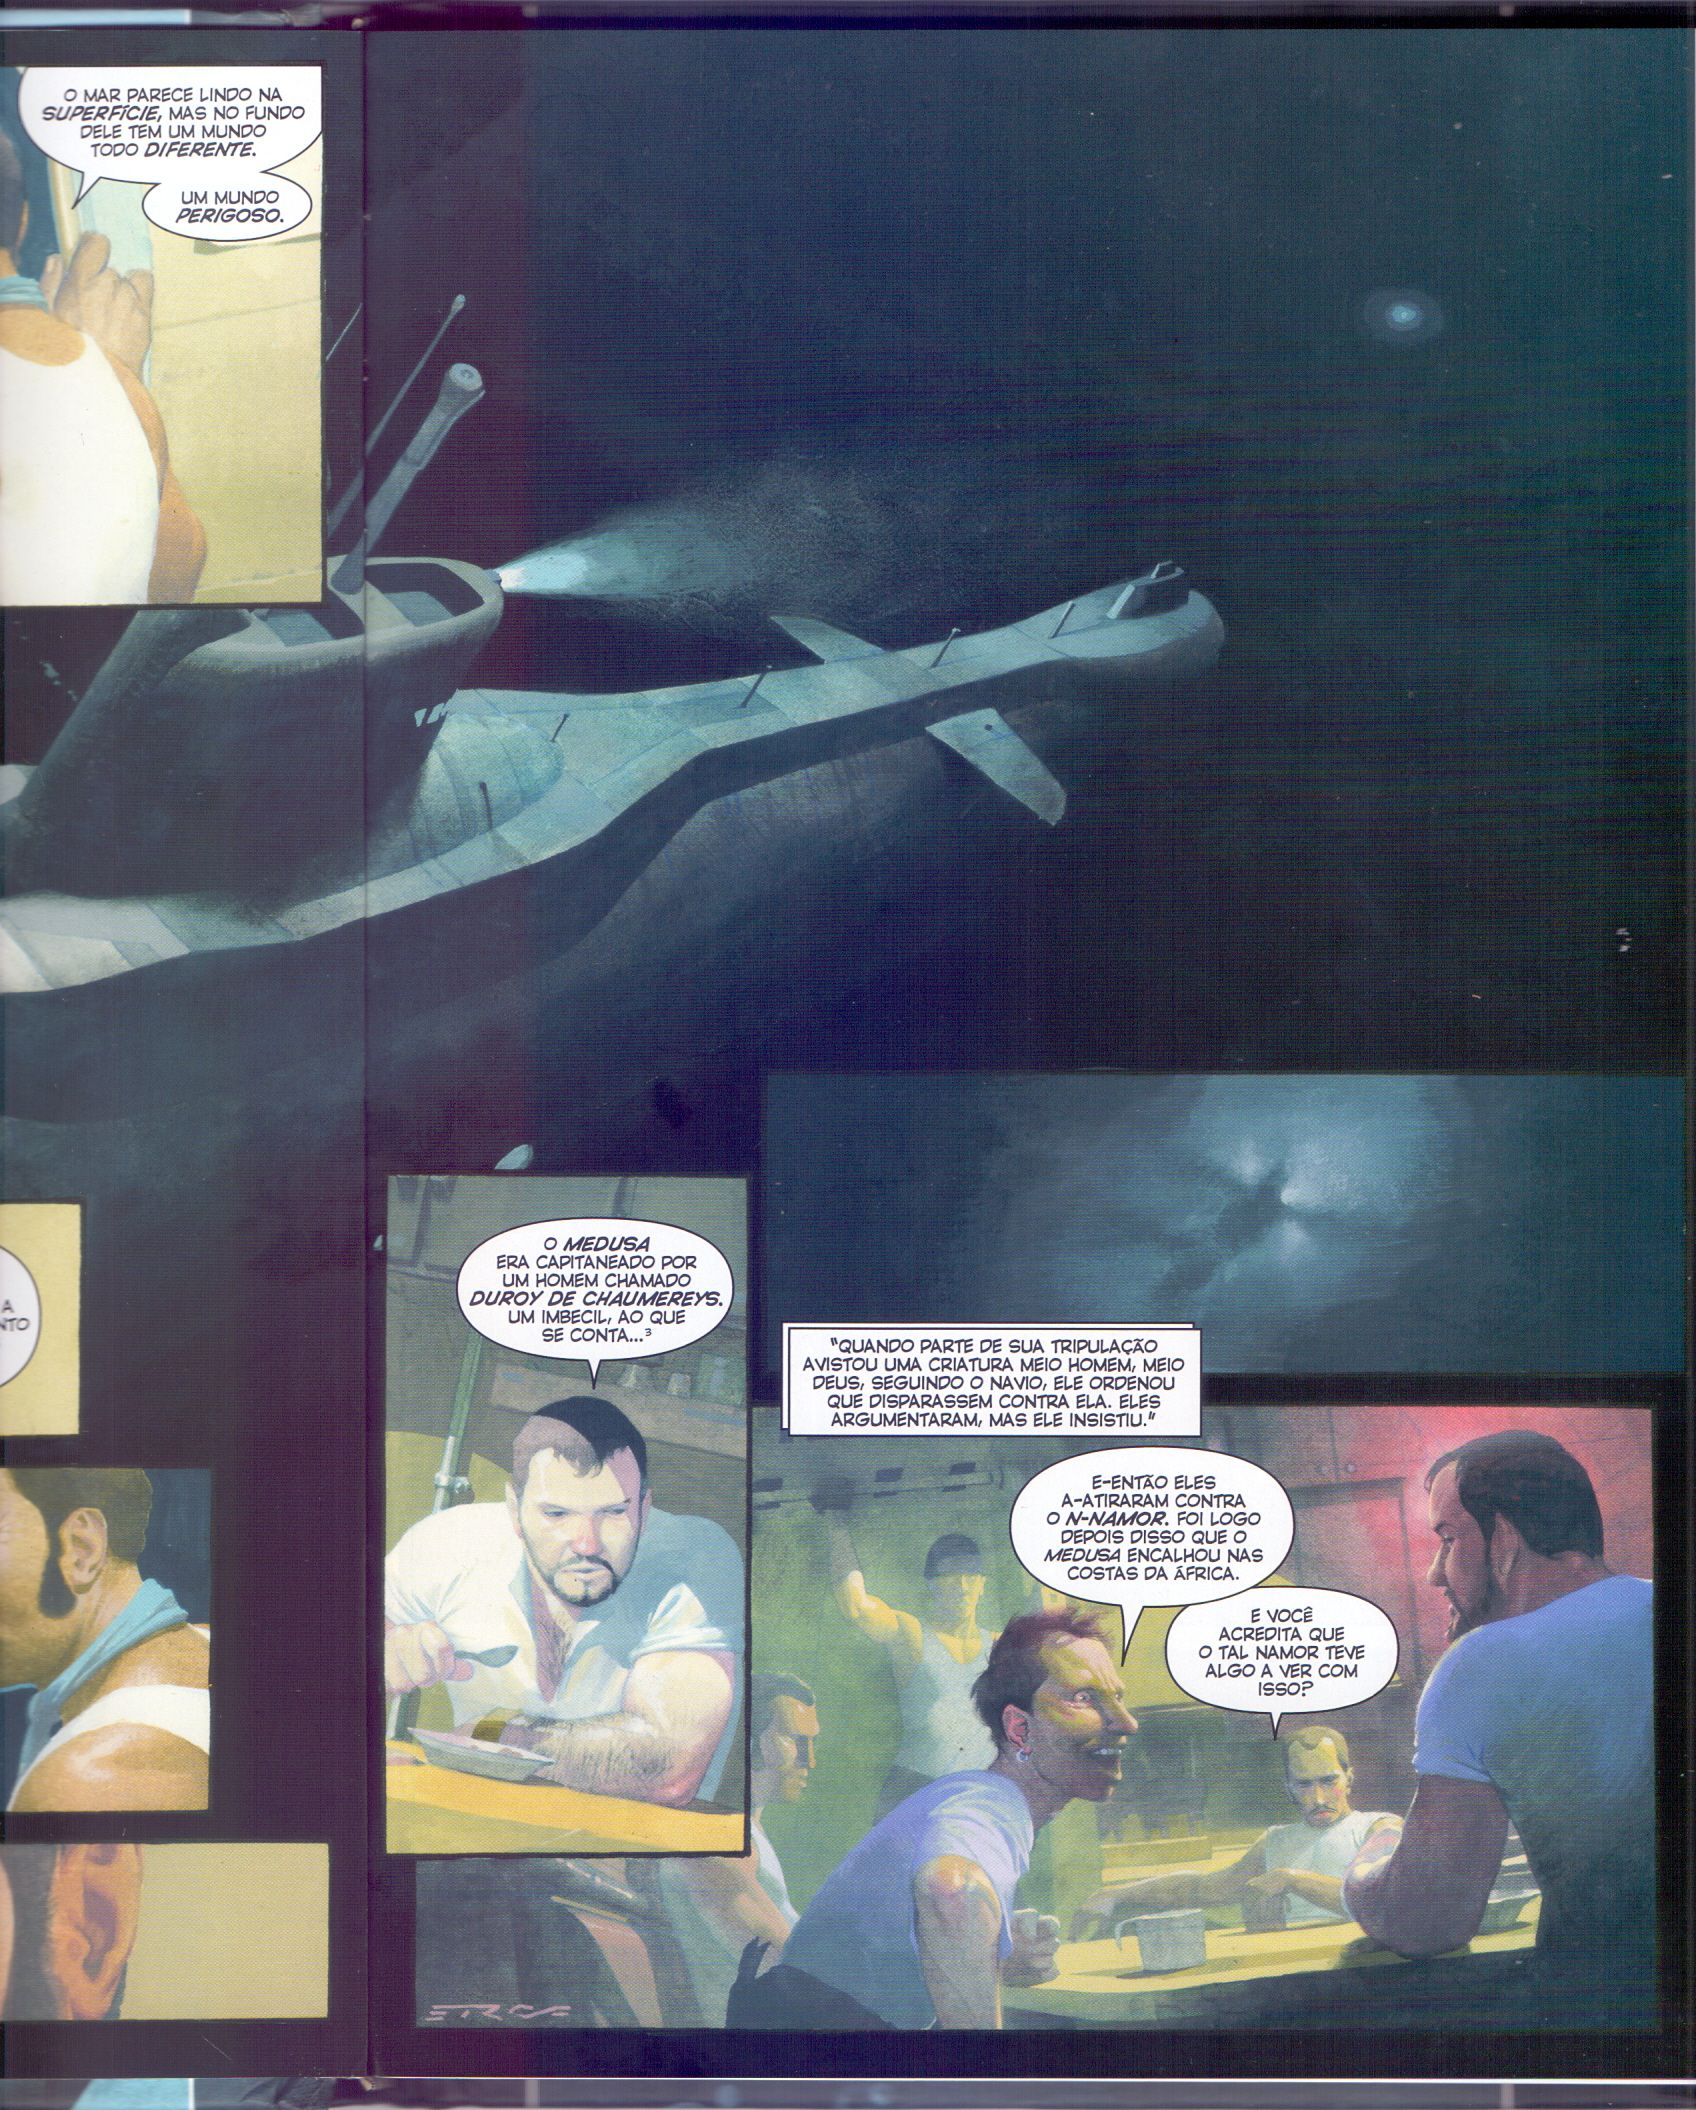 O MAR PARECE LINDO NA
SUPERFÍCIE, MAS NO FUNDO
DELE TEM UM MUNDO
TODO DIFERENTE.
UM MUNDO
PERIGOSO.
A
NTO
O MEDUSA
ERA CAPITANEADO POR
UM HOMEM CHAMADO
DUROY DE CHAUMEREYS.
UM IMBECIL, AO QUE
SE CONTA...³
"QUANDO PARTE DE SUA TRIPULAÇÃO
AVISTOU UMA CRIATURA MEIO HOMEM, MEIO
DEUS, SEGUINDO O NAVIO, ELE ORDENOU
QUE DISPARASSEM CONTRA ELA. ELES
ARGUMENTARAM, MAS ELE INSISTIU."
E-ENTÃO ELES
A-ATIRARAM CONTRA
O N-NAMOR. FOI LOGO
DEPOIS DISSO QUE O
MEDUSA ENCALHOU NAS
COSTAS DA ÁFRICA.
E VOCÊ
ACREDITA QUE
O TAL NAMOR TEVE
ALGO A VER COM
ISSO?